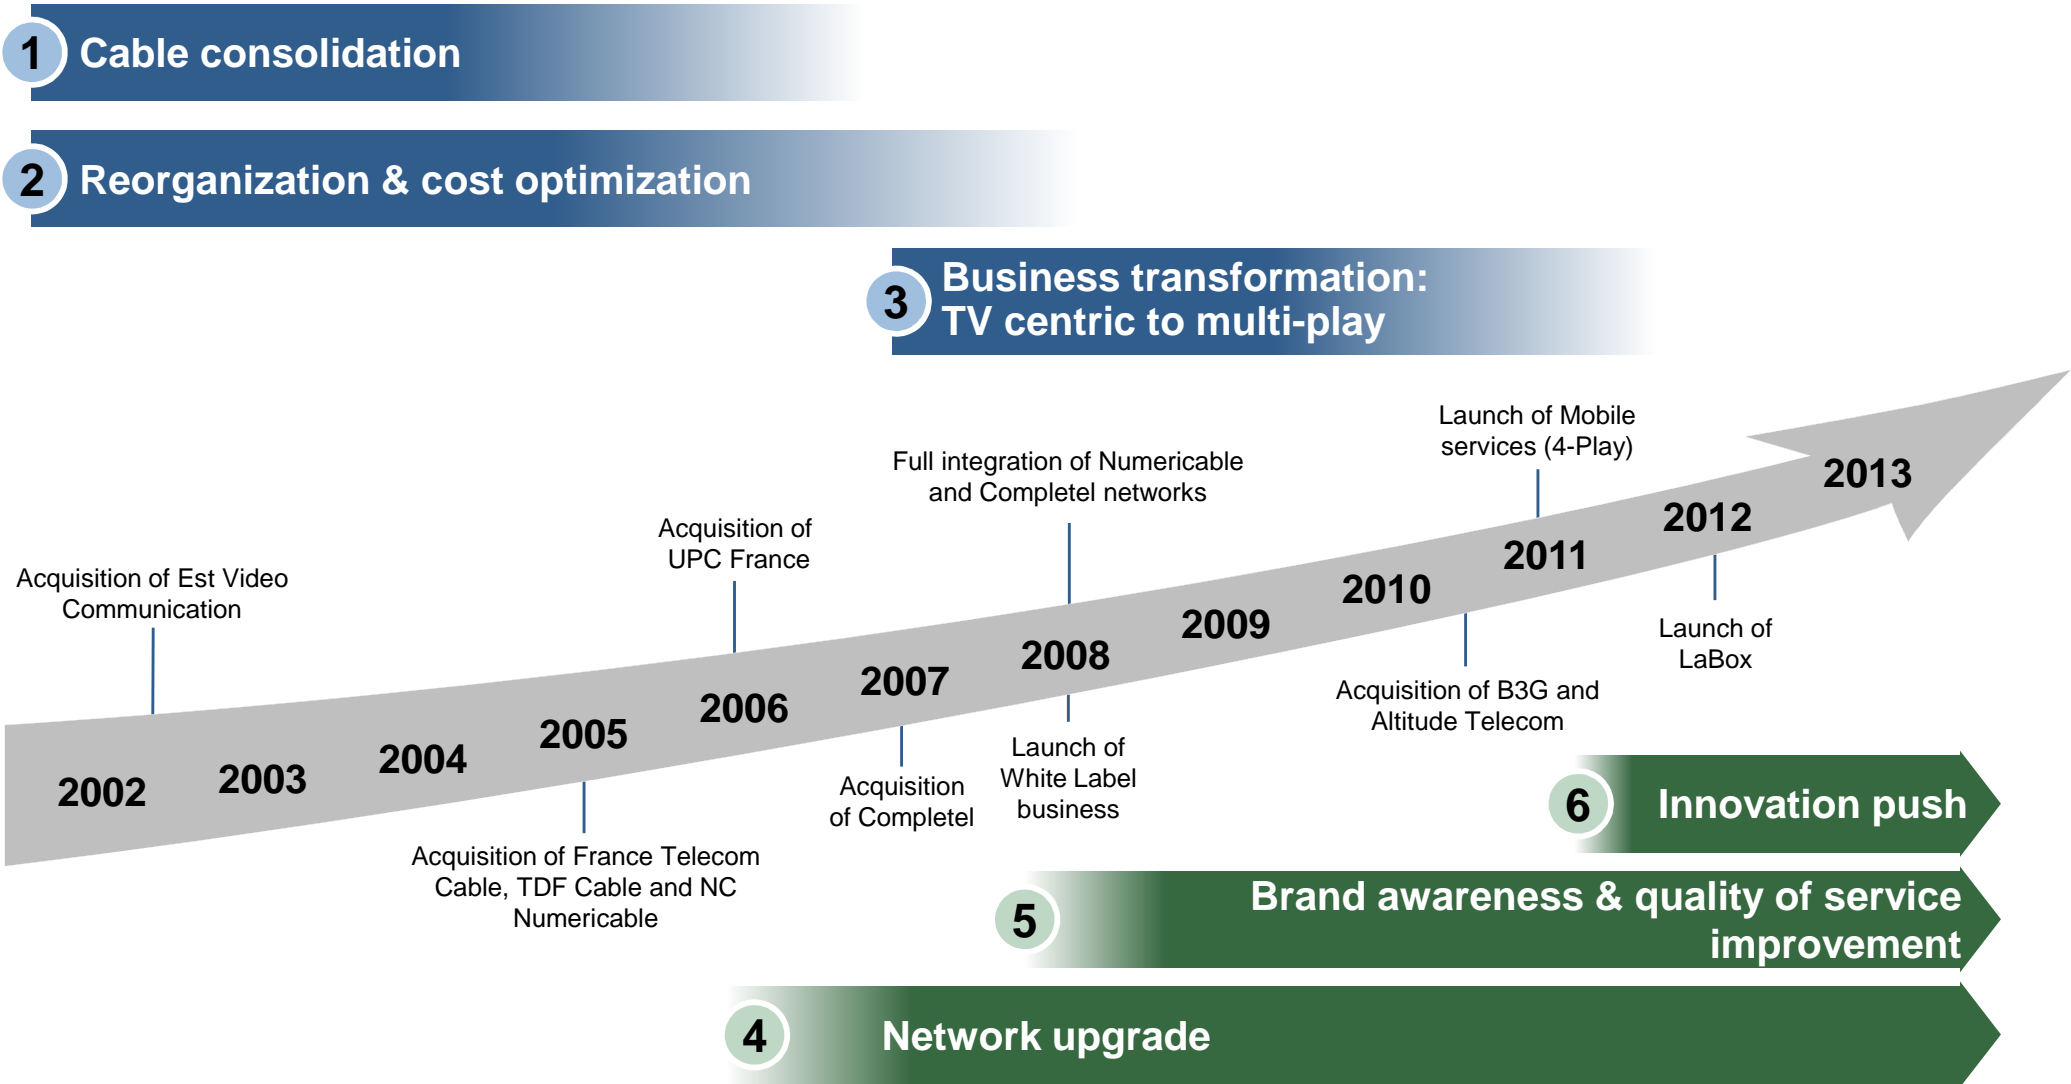 1
Cable consolidation
2
Reorganization & cost optimization
3
Business transformation:
TV centric to multi-play
Launch of Mobile
services (4-Play)
Full integration of Numericable
and Completel networks
Acquisition of
UPC France
Acquisition of Est Video
Communication
2002
2003
2004
2005
2006
2007
2008
2009
2010
2011
2012
2013
Launch of
LaBox
Acquisition of B3G and
Altitude Telecom
Launch of
White Label
business
Acquisition
of Completel
Acquisition of France Telecom
Cable, TDF Cable and NC
Numericable
6
Innovation push
5
Brand awareness & quality of service
improvement
4
Network upgrade